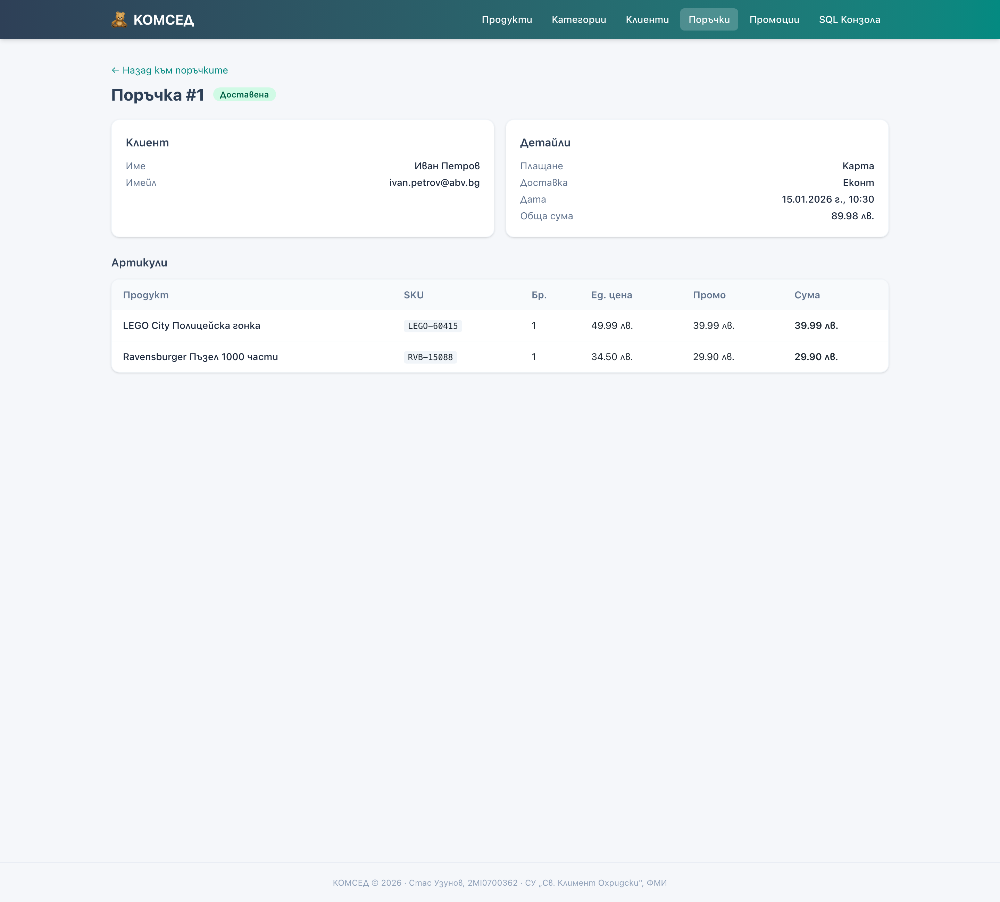 КОМСЕД
Продукти Категории Клиенти Поръчки Промоции SQL Конзола
← Назад към поръчките
Поръчка #1 Доставена
Клиент
Име Иван Петров
Имейл ivan.petrov@abv.bg
Детайли
Плащане Карта
Доставка Еконт
Дата 15.01.2026 г., 10:30
Обща сума 89.98 лв.
Артикули
Продукт SKU Бр. Ед. цена Промо Сума
LEGO City Полицейска гонка LEGO-60415 1 49.99 лв. 39.99 лв. 39.99 лв.
Ravensburger Пъзел 1000 части RVB-15088 1 34.50 лв. 29.90 лв. 29.90 лв.
КОМСЕД © 2026 · Стас Узунов, 2MI0700362 · СУ „Св. Климент Охридски", ФМИ